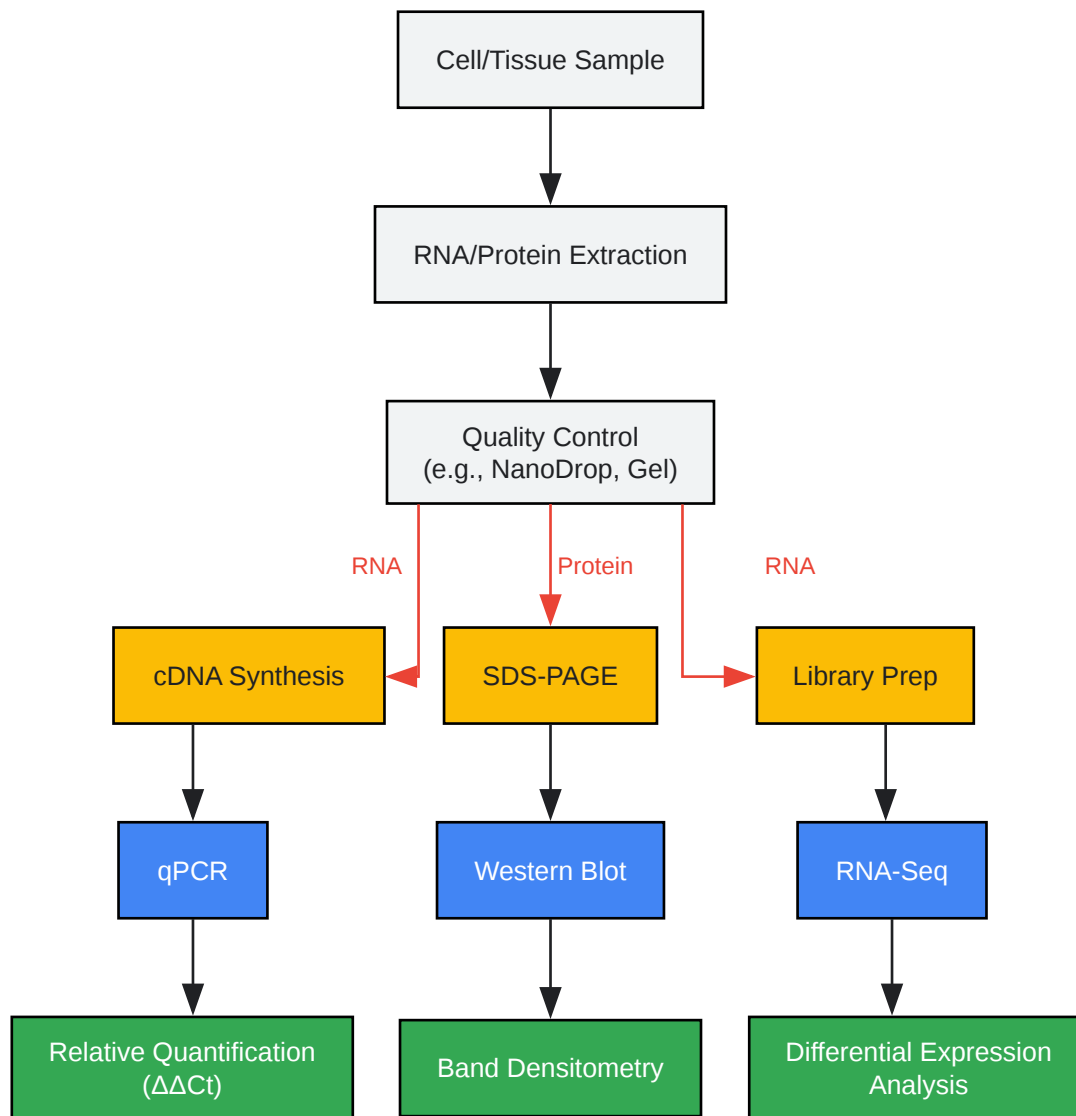 Cell/Tissue Sample
RNA/Protein Extraction
Quality Control
(e.g., NanoDrop, Gel)
RNA
Protein
RNA
cDNA Synthesis
SDS-PAGE
Library Prep
qPCR
Western Blot
RNA-Seq
Relative Quantification
(ΔΔCt)
Band Densitometry
Differential Expression
Analysis